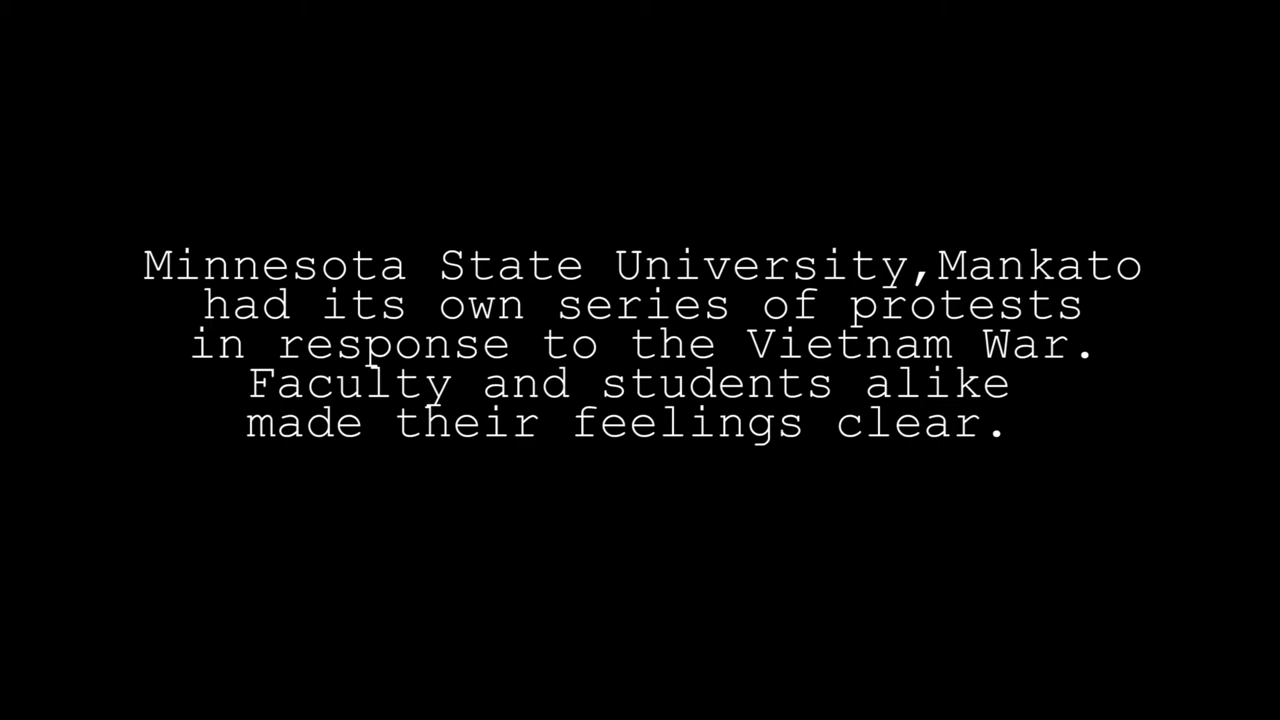 Minnesota State University,Mankato
had its own series of protests
in response to the Vietnam War.
Faculty and students alike
made their feelings clear.